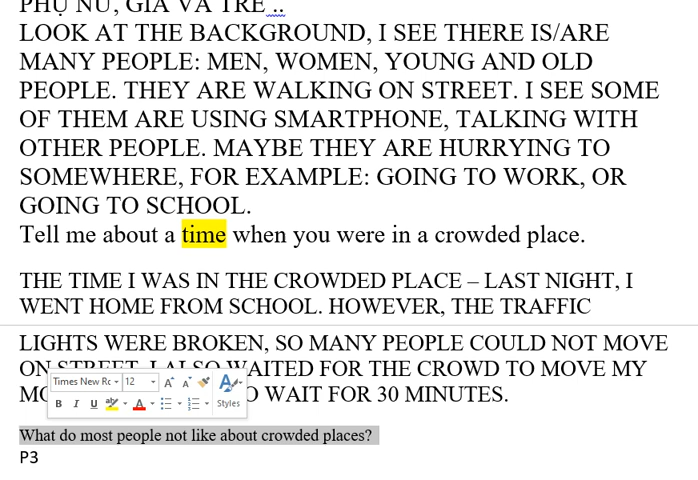 PHỤ NỮ, GIÀ VÀ TRẺ ..
LOOK AT THE BACKGROUND, I SEE THERE IS/ARE
MANY PEOPLE: MEN, WOMEN, YOUNG AND OLD
PEOPLE. THEY ARE WALKING ON STREET. I SEE SOME
OF THEM ARE USING SMARTPHONE, TALKING WITH
OTHER PEOPLE. MAYBE THEY ARE HURRYING TO
SOMEWHERE, FOR EXAMPLE: GOING TO WORK, OR
GOING TO SCHOOL.
Tell me about a time when you were in a crowded place.
THE TIME I WAS IN THE CROWDED PLACE – LAST NIGHT, I
WENT HOME FROM SCHOOL. HOWEVER, THE TRAFFIC
LIGHTS WERE BROKEN, SO MANY PEOPLE COULD NOT MOVE
ON STREET. I ALSO WAITED FOR THE CROWD TO MOVE MY
Times New Rc 12
WAIT FOR 30 MINUTES.
B I U ab A Styles
What do most people not like about crowded places?
P3